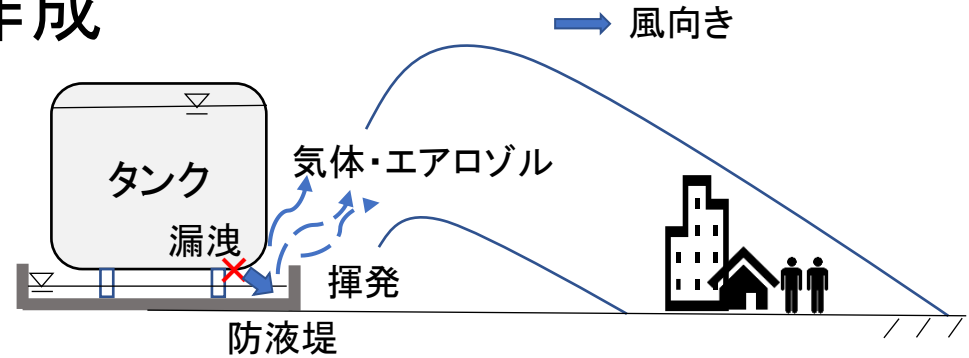 作成
風向き
タンク
気体・エアロゾル
漏洩
揮発
防液堤